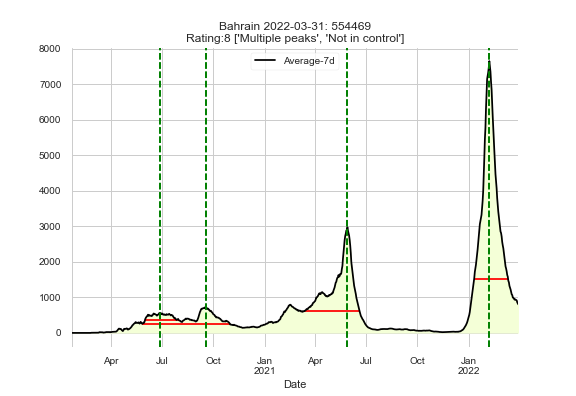 Bahrain 2022-03-31: 554469
Rating:8 ['Multiple peaks', 'Not in control']
Average-7d
8000
7000
6000
5000
4000
3000
2000
1000
0
Apr Jul Oct Jan Apr Jul Oct Jan
2021 2022
Date